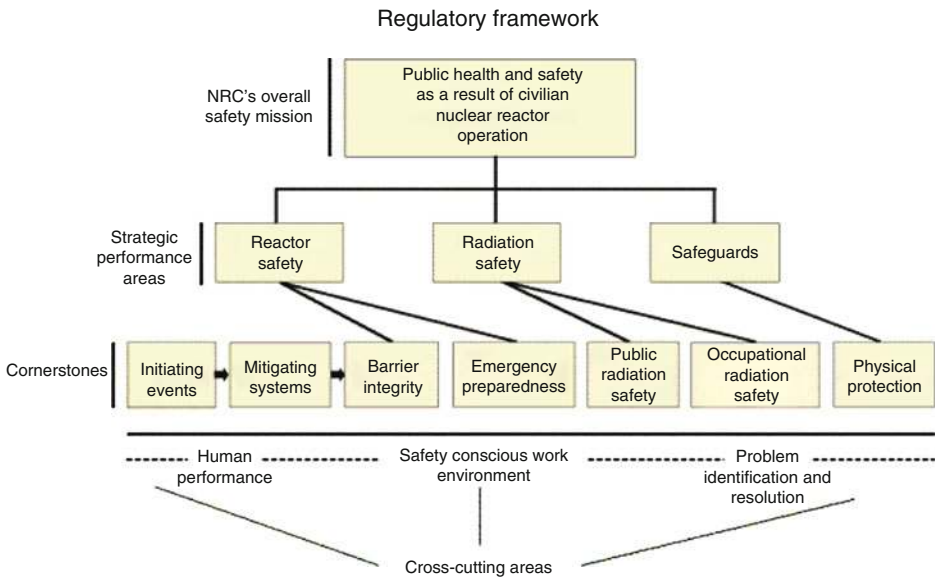 Regulatory framework
NRC's overall
safety mission
Public health and safety
as a result of civilian
nuclear reactor
operation
Strategic
performance
areas
Reactor
safety
Radiation
safety
Safeguards
Cornerstones
Initiating
events
Mitigating
systems
Barrier
integrity
Emergency
preparedness
Public
radiation
safety
Occupational
radiation
safety
Physical
protection
Human
performance
Safety conscious work
environment
Problem
identification and
resolution
Cross-cutting areas